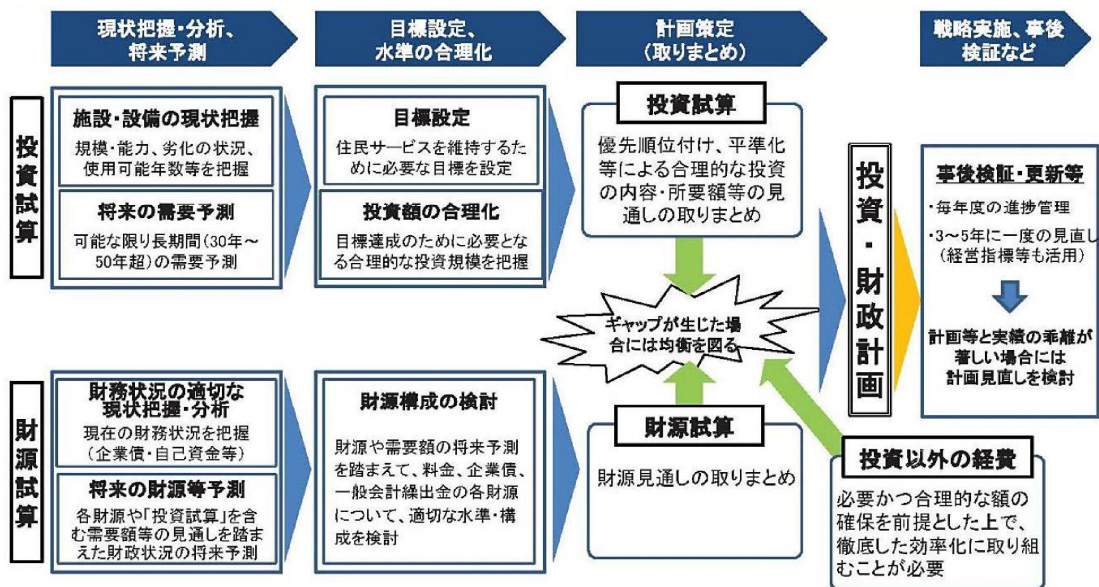 現状把握・分析、
将来予測
目標設定、
水準の合理化
計画策定
(取りまとめ)
戦略実施、事後
検証など
投資試算
施設・設備の現状把握
規模・能力、劣化の状況、
使用可能年数等を把握
将来の需要予測
可能な限り長期間(30年～
50年超)の需要予測
目標設定
住民サービスを維持するた
めに必要な目標を設定
投資額の合理化
目標達成のために必要とな
る合理的な投資規模を把握
投資試算
優先順位付け、平準化
等による合理的な投資
の内容・所要額等の見
通しの取りまとめ
ギャップが生じた場
合には均衡を図る
投資・財政計画
事後検証・更新等
・毎年度の進捗管理
・3～5年に一度の見直し
(経営指標等も活用)
計画等と実績の乖離が
著しい場合には
計画見直しを検討
財源試算
財務状況の適切な
現状把握・分析
現在の財務状況を把握
(企業債・自己資金等)
将来の財源等予測
各財源や「投資試算」を含
む需要額等の見通しを踏ま
えた財政状況の将来予測
財源構成の検討
財源や需要額の将来予測
を踏まえて、料金、企業債、
一般会計繰出金の各財源
について、適切な水準・構
成を検討
財源試算
財源見通しの取りまとめ
投資以外の経費
必要かつ合理的な額の
確保を前提とした上で、
徹底した効率化に取り組
むことが必要